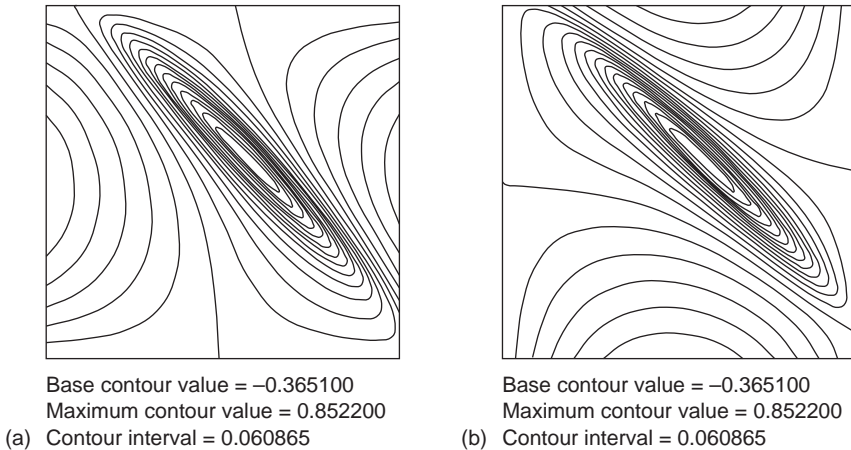 Base contour value = –0.365100
Maximum contour value = 0.852200
(a) Contour interval = 0.060865
Base contour value = –0.365100
Maximum contour value = 0.852200
(b) Contour interval = 0.060865